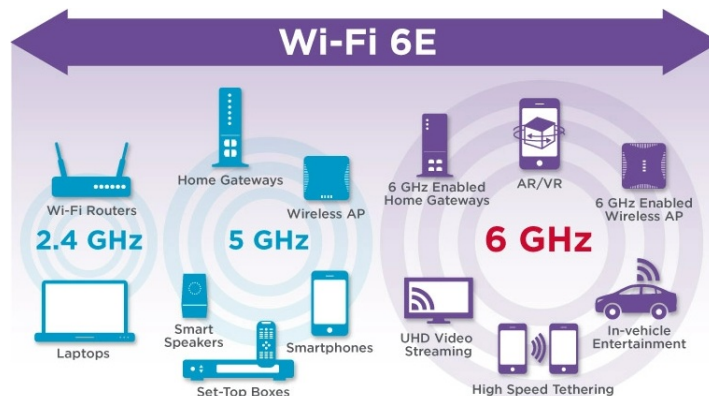 Wi-Fi 6E
Home Gateways
Wi-Fi Routers
Wireless AP
2.4 GHz
5 GHz
Laptops
Smart
Speakers
Smartphones
Set-Top Boxes
6 GHz Enabled
Home Gateways
AR/VR
6 GHz Enabled
Wireless AP
6 GHz
UHD Video
Streaming
In-vehicle
Entertainment
High Speed Tethering